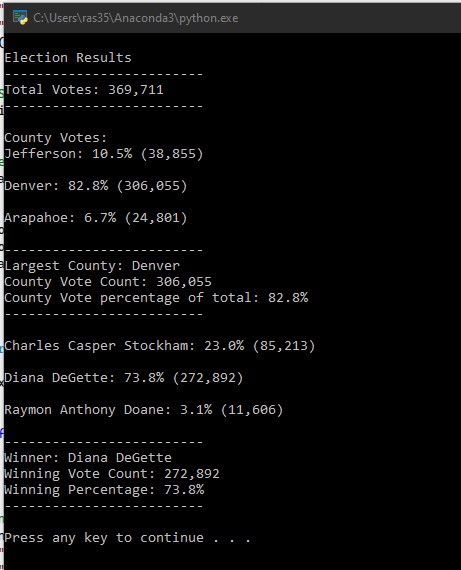 C:\Users\ras35\Anaconda3\python.exe
Election Results
-------------------------
Total Votes: 369,711
-------------------------
County Votes:
Jefferson: 10.5% (38,855)
Denver: 82.8% (306,055)
Arapahoe: 6.7% (24,801)
-------------------------
Largest County: Denver
County Vote Count: 306,055
County Vote percentage of total: 82.8%
-------------------------
Charles Casper Stockham: 23.0% (85,213)
Diana DeGette: 73.8% (272,892)
Raymon Anthony Doane: 3.1% (11,606)
-------------------------
Winner: Diana DeGette
Winning Vote Count: 272,892
Winning Percentage: 73.8%
-------------------------
Press any key to continue . . .